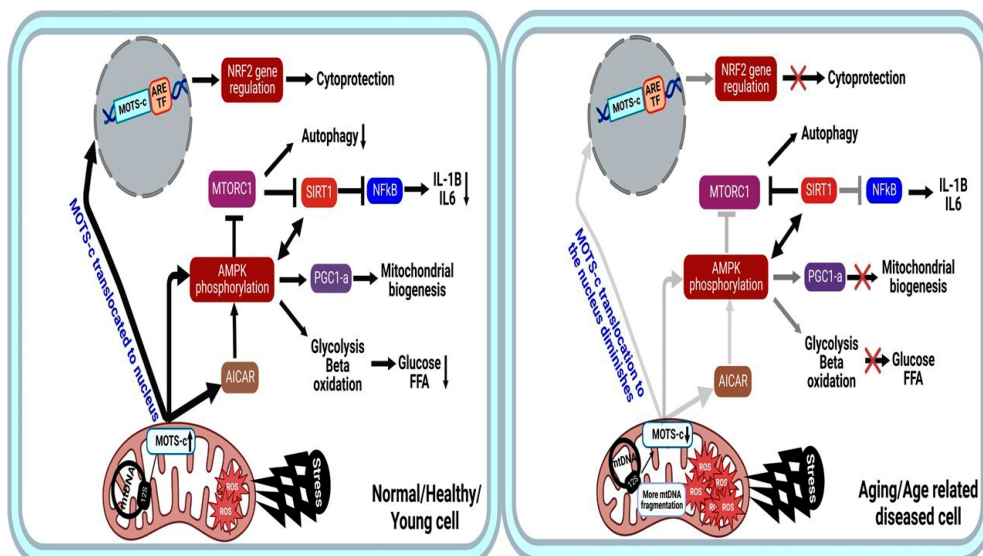 MOTS-c
ARE
TF
NRF2 gene
regulation
Cytoprotection
Autophagy
MTORC1
SIRT1
NFkB
IL-1B
IL6
MOTS-c translocated to nucleus
AMPK
phosphorylation
PGC1-a
Mitochondrial
biogenesis
Glycolysis
Beta
oxidation
Glucose
FFA
AICAR
MOTS-c
mtDNA
12S
ROS
ROS
Stress
Normal/Healthy/
Young cell
MOTS-c
ARE
TF
NRF2 gene
regulation
Cytoprotection
Autophagy
MTORC1
SIRT1
NFkB
IL-1B
IL6
MOTS-c translocation to
the nucleus diminishes
AMPK
phosphorylation
PGC1-a
Mitochondrial
biogenesis
Glycolysis
Beta
oxidation
Glucose
FFA
AICAR
MOTS-c
mtDNA
12S
More mtDNA
fragmentation
ROS
ROS
ROS
ROS
ROS
Stress
Aging/Age related
diseased cell